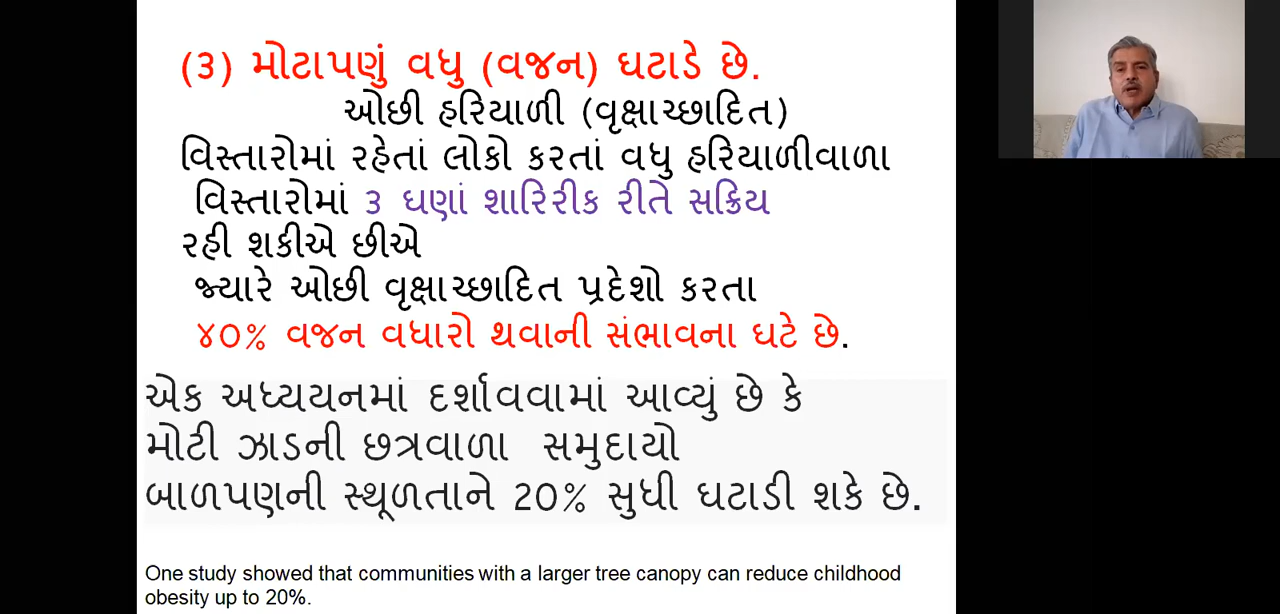 (૩) મોટાપણું વધુ (વજન) ઘટાડે છે.
ઓછી હરિયાળી (વૃક્ષાચ્છાદિત)
વિસ્તારોમાં રહેતાં લોકો કરતાં વધુ હરિયાળીવાળા
વિસ્તારોમાં ૩ ઘણાં શારિરીક રીતે સક્રિય
રહી શકીએ છીએ
જ્યારે ઓછી વૃક્ષાચ્છાદિત પ્રદેશો કરતા
૪૦% વજન વધારો થવાની સંભાવના ઘટે છે.
એક અધ્યયનમાં દર્શાવવામાં આવ્યું છે કે
મોટી ઝાડની છત્રવાળા સમુદાયો
બાળપણની સ્થૂળતાને 20% સુધી ઘટાડી શકે છે.
One study showed that communities with a larger tree canopy can reduce childhood
obesity up to 20%.